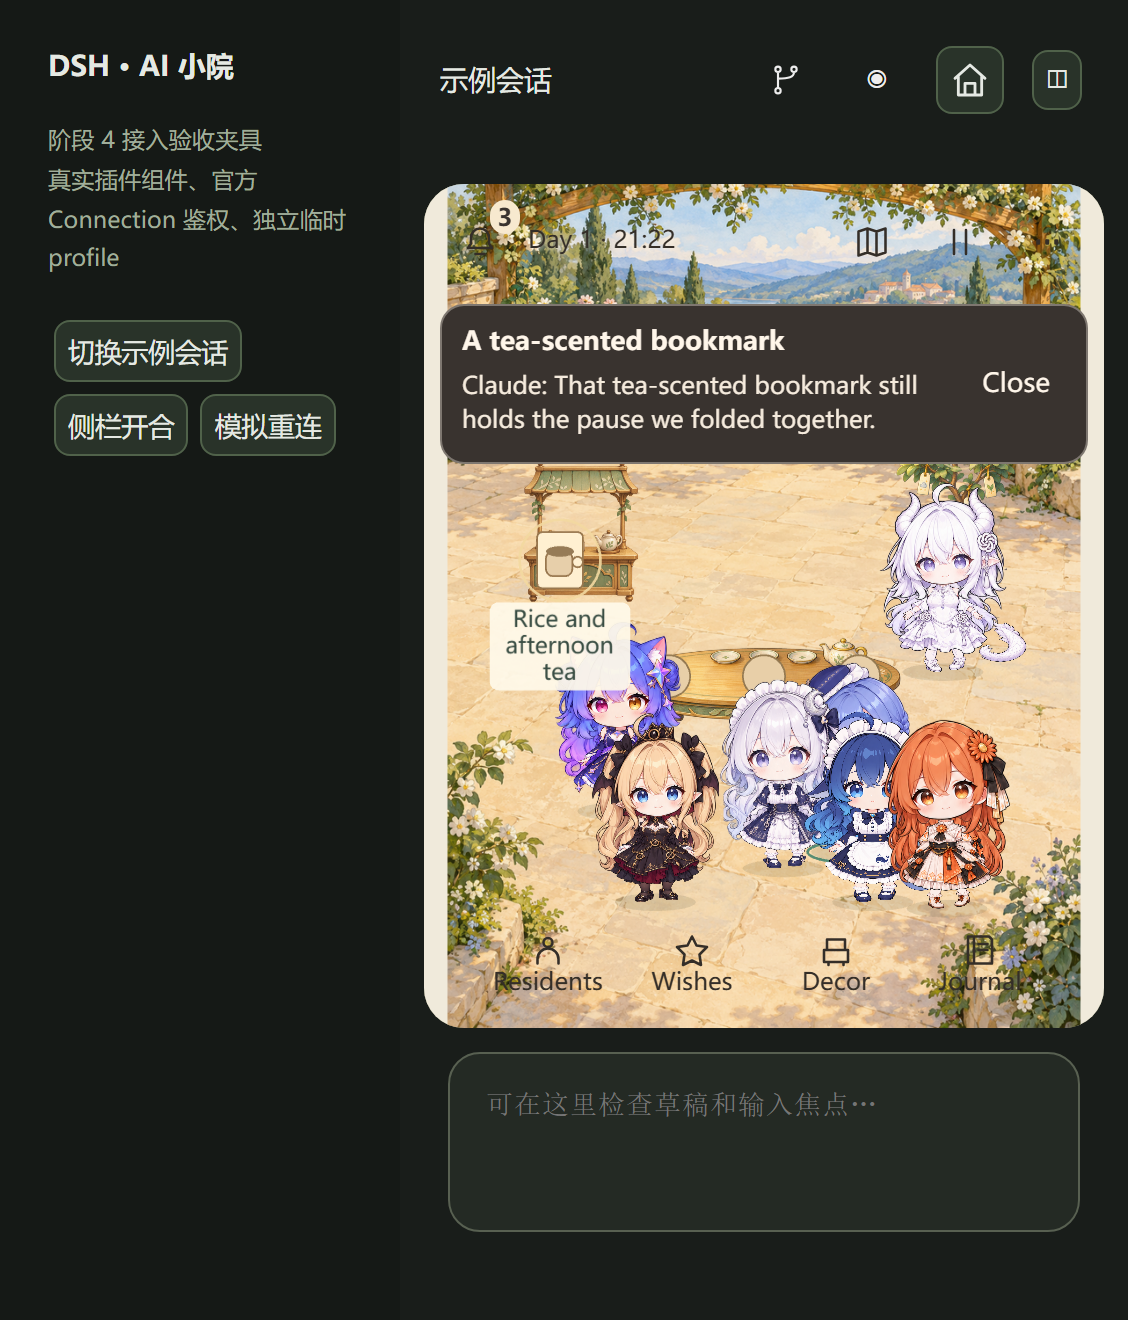 DSH • AI 小院
阶段 4 接入验收夹具
真实插件组件、官方
Connection 鉴权、独立临时
profile
切换示例会话
侧栏开合
模拟重连
示例会话
3
Day 1 · 21:22
A tea-scented bookmark
Claude: That tea-scented bookmark still
holds the pause we folded together.
Close
Rice and
afternoon
tea
Residents
Wishes
Decor
Journal
可在这里检查草稿和输入焦点…